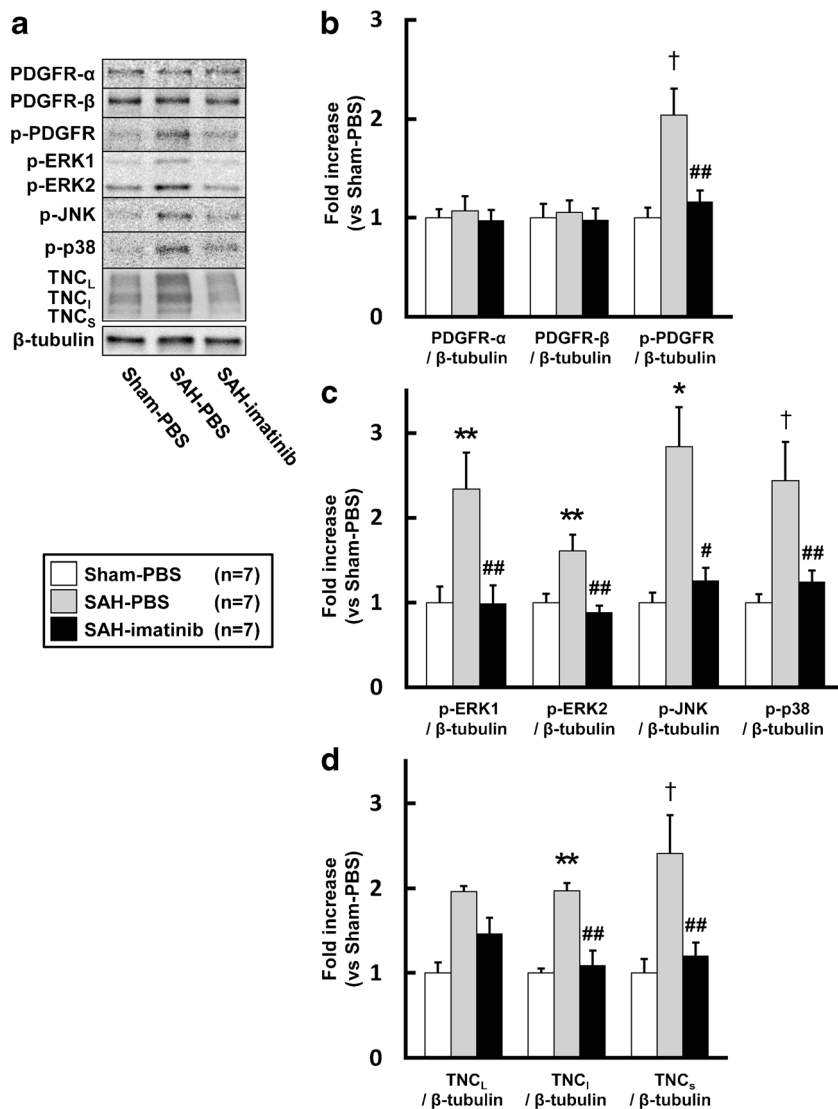 a
PDGFR-α
PDGFR-β
p-PDGFR
p-ERK1
p-ERK2
p-JNK
p-p38
TNCL
TNCI
TNCS
β-tubulin
Sham-PBS
SAH-PBS
SAH-imatinib
Sham-PBS (n=7)
SAH-PBS (n=7)
SAH-imatinib (n=7)
b
Fold increase
(vs Sham-PBS)
3
2
1
0
†
##
PDGFR-α
/ β-tubulin
PDGFR-β
/ β-tubulin
p-PDGFR
/ β-tubulin
c
Fold increase
(vs Sham-PBS)
3
2
1
0
**
##
**
##
*
#
†
##
p-ERK1
/ β-tubulin
p-ERK2
/ β-tubulin
p-JNK
/ β-tubulin
p-p38
/ β-tubulin
d
Fold increase
(vs Sham-PBS)
3
2
1
0
**
##
†
##
TNCL
/ β-tubulin
TNCI
/ β-tubulin
TNCs
/ β-tubulin